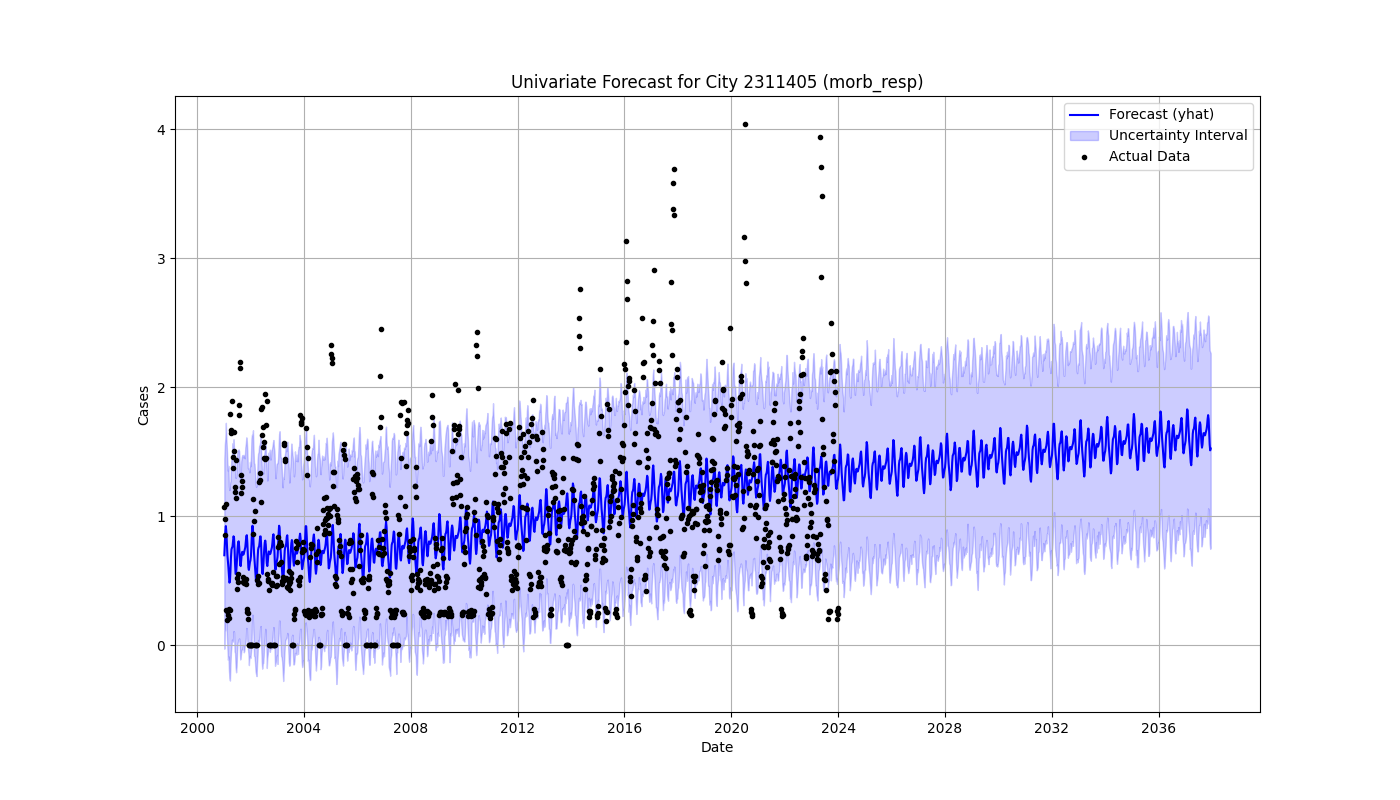 Univariate Forecast for City 2311405 (morb_resp)
Forecast (yhat)
Uncertainty Interval
Actual Data
4
3
2
1
0
Cases
2000 2004 2008 2012 2016 2020 2024 2028 2032 2036
Date